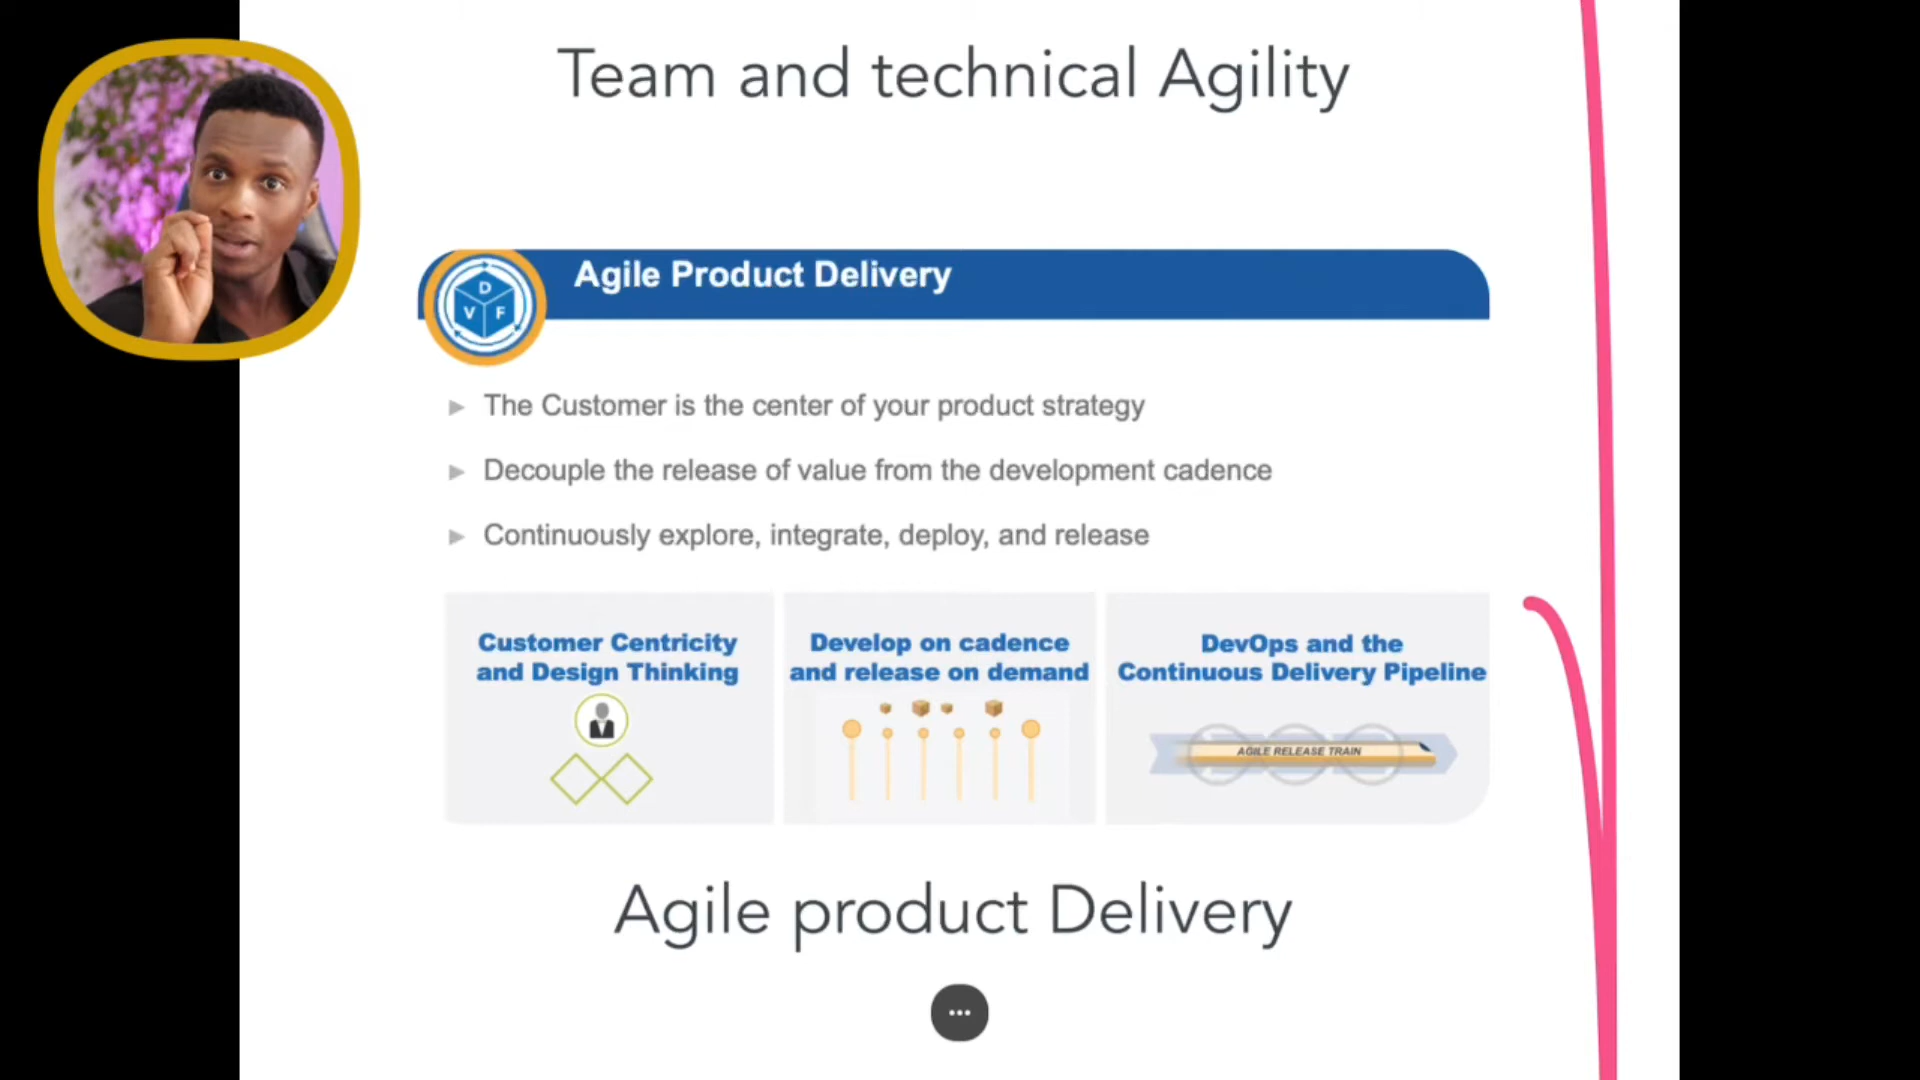 Team and technical Agility
Agile Product Delivery
D
V F
The Customer is the center of your product strategy
Decouple the release of value from the development cadence
Continuously explore, integrate, deploy, and release
Customer Centricity
and Design Thinking
Develop on cadence
and release on demand
DevOps and the
Continuous Delivery Pipeline
AGILE RELEASE TRAIN
Agile product Delivery